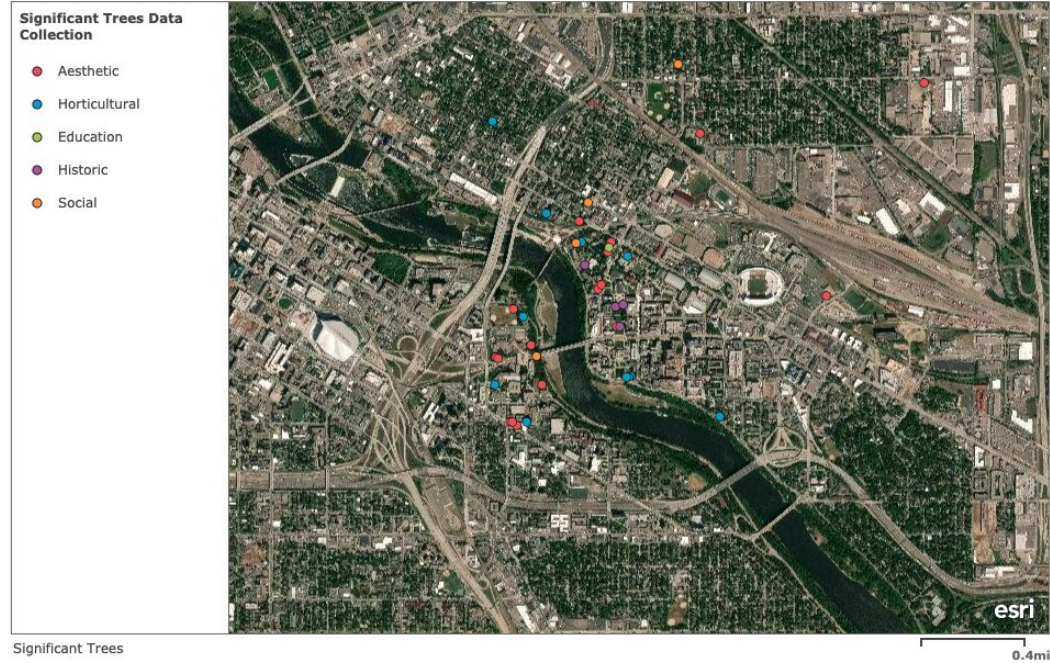 Significant Trees Data
Collection
Aesthetic
Horticultural
Education
Historic
Social
esri
Significant Trees
0.4mi